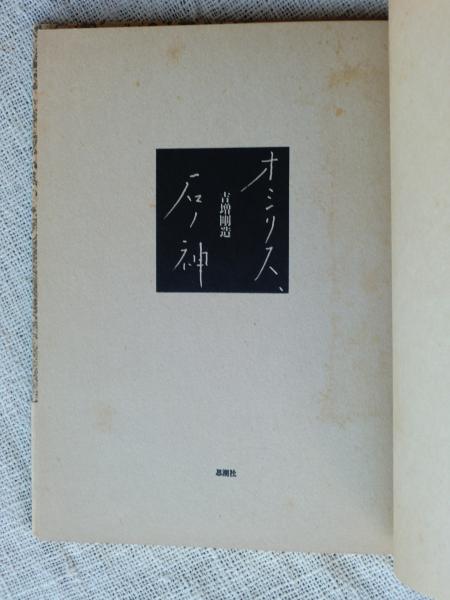 オシリス、
石ノ神
吉増剛造
思潮社